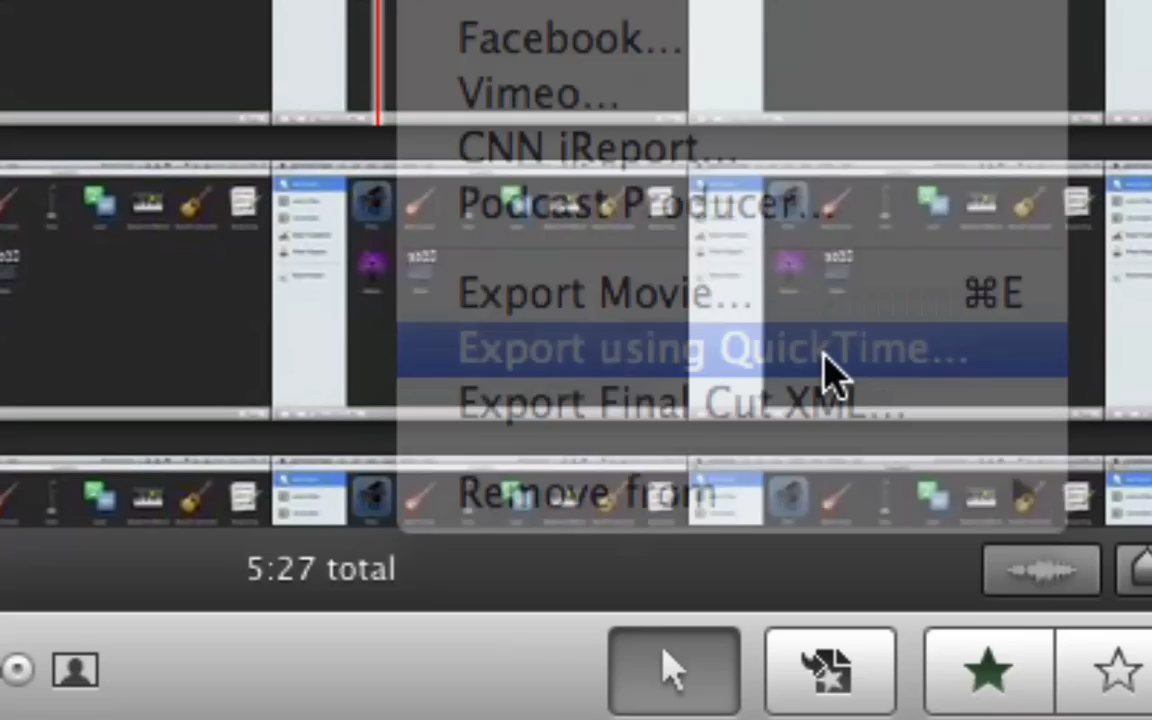 Facebook...
Vimeo...
CNN iReport...
Podcast Producer...
Export Movie... ⌘E
Export using QuickTime...
Export Final Cut XML...
Remove from
5:27 total